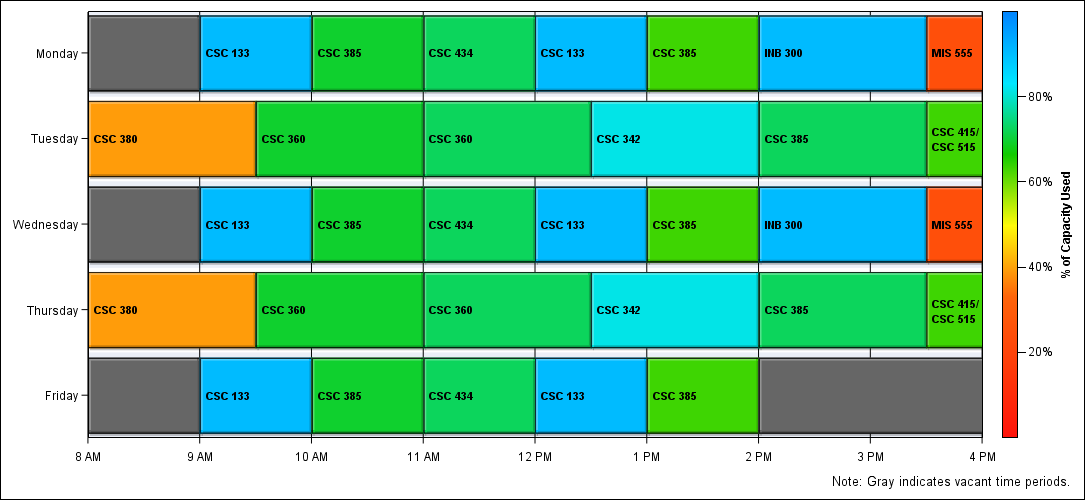 Monday
CSC 133
CSC 385
CSC 434
CSC 133
CSC 385
INB 300
MIS 555
Tuesday
CSC 380
CSC 360
CSC 360
CSC 342
CSC 385
CSC 415/
CSC 515
Wednesday
CSC 133
CSC 385
CSC 434
CSC 133
CSC 385
INB 300
MIS 555
Thursday
CSC 380
CSC 360
CSC 360
CSC 342
CSC 385
CSC 415/
CSC 515
Friday
CSC 133
CSC 385
CSC 434
CSC 133
CSC 385
8 AM
9 AM
10 AM
11 AM
12 PM
1 PM
2 PM
3 PM
4 PM
80%
60%
40%
20%
% of Capacity Used
Note: Gray indicates vacant time periods.